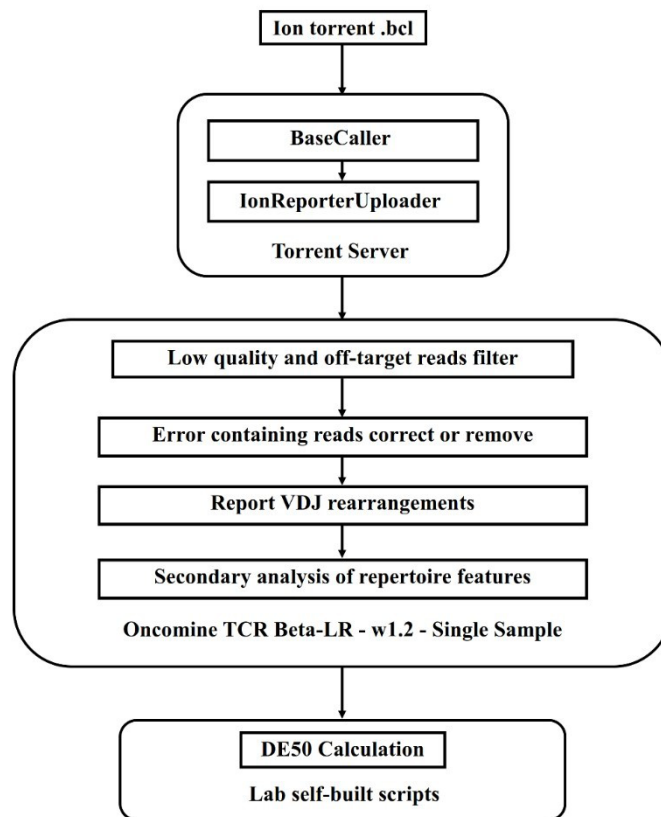 Ion torrent .bcl
BaseCaller
IonReporterUploader
Torrent Server
Low quality and off-target reads filter
Error containing reads correct or remove
Report VDJ rearrangements
Secondary analysis of repertoire features
Oncomine TCR Beta-LR - w1.2 - Single Sample
DE50 Calculation
Lab self-built scripts